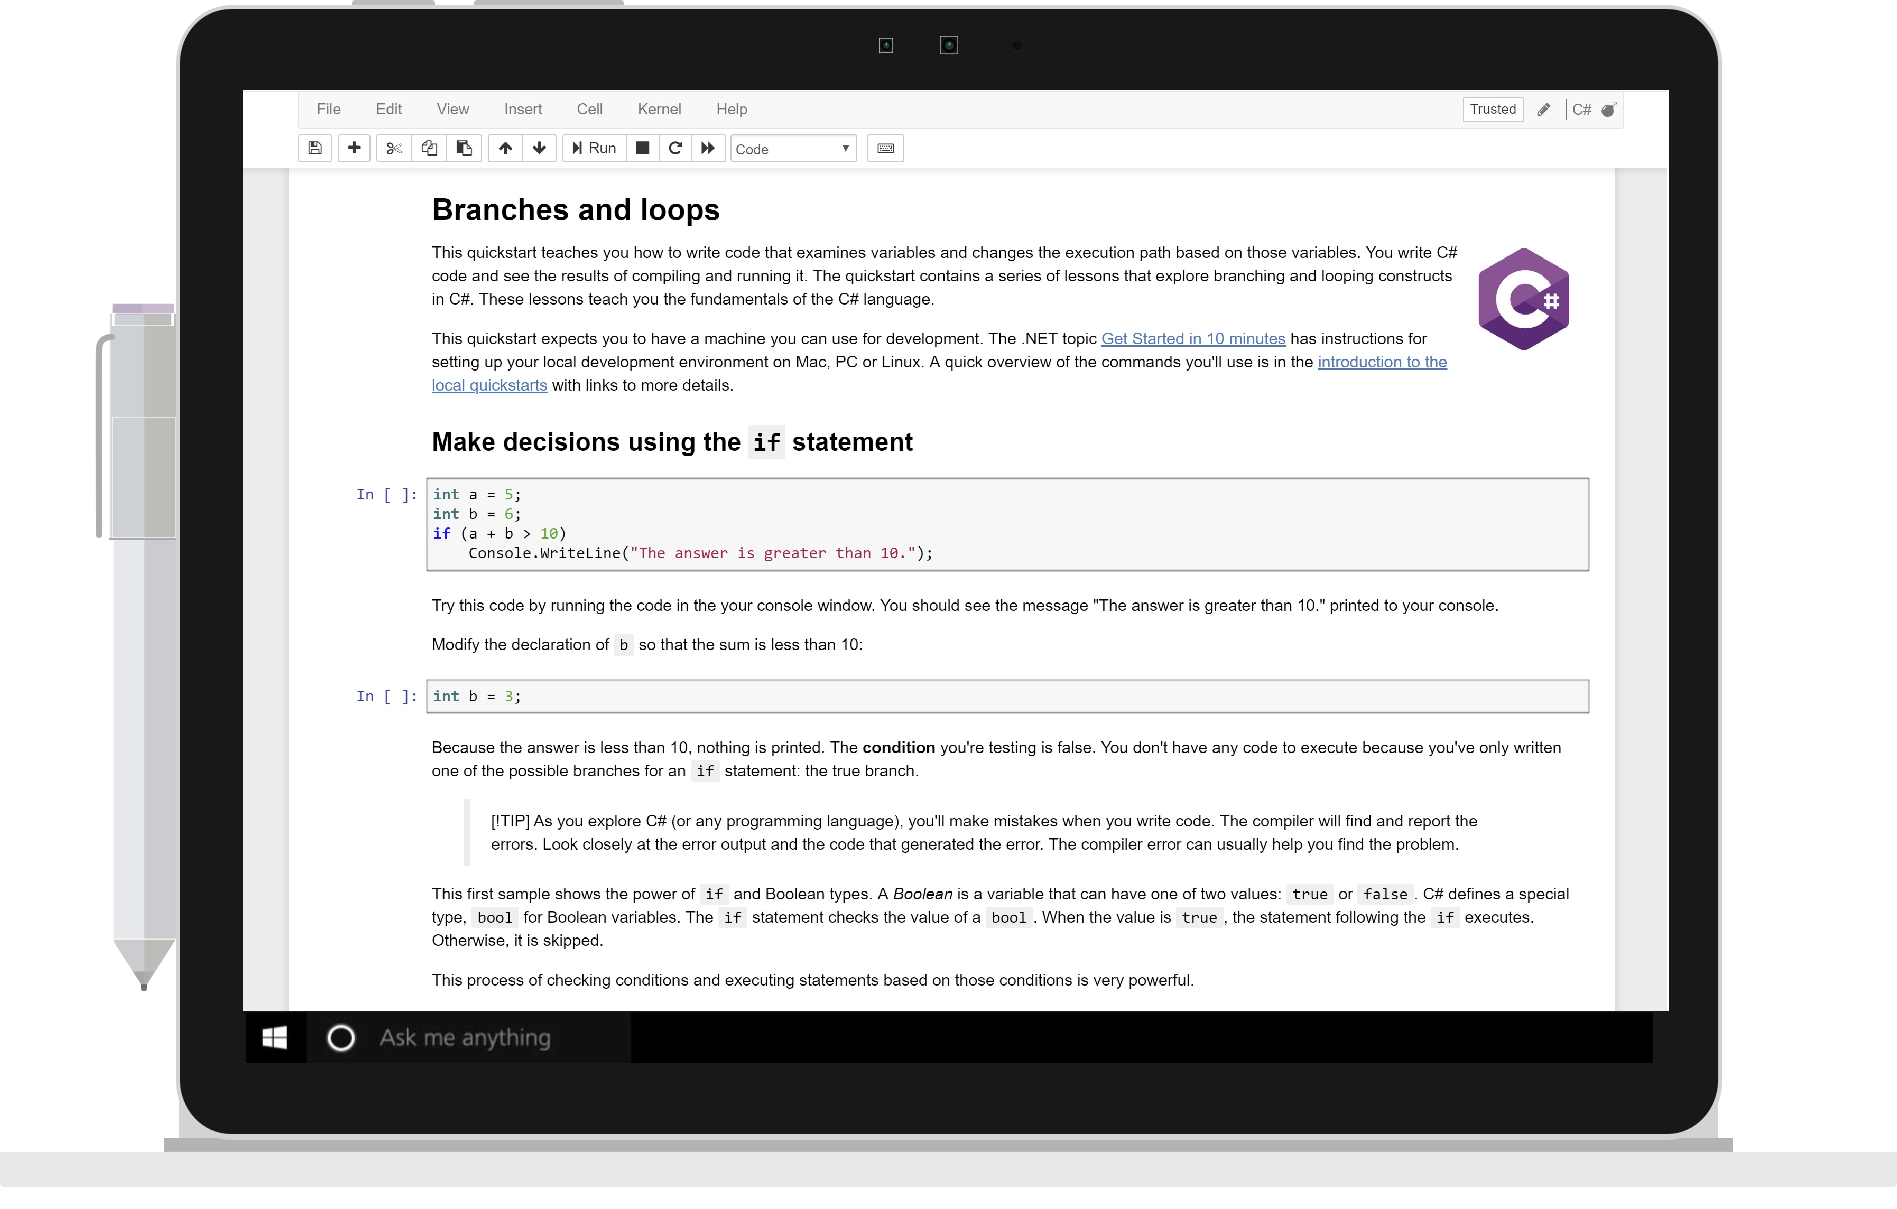 File Edit View Insert Cell Kernel Help Trusted C#
Run Code
Branches and loops
This quickstart teaches you how to write code that examines variables and changes the execution path based on those variables. You write C#
code and see the results of compiling and running it. The quickstart contains a series of lessons that explore branching and looping constructs
in C#. These lessons teach you the fundamentals of the C# language.
C#
This quickstart expects you to have a machine you can use for development. The .NET topic Get Started in 10 minutes has instructions for
setting up your local development environment on Mac, PC or Linux. A quick overview of the commands you'll use is in the introduction to the
local quickstarts with links to more details.
Make decisions using the if statement
In [ ]: int a = 5;
int b = 6;
if (a + b > 10)
    Console.WriteLine("The answer is greater than 10.");
Try this code by running the code in the your console window. You should see the message "The answer is greater than 10." printed to your console.
Modify the declaration of b so that the sum is less than 10:
In [ ]: int b = 3;
Because the answer is less than 10, nothing is printed. The condition you're testing is false. You don't have any code to execute because you've only written
one of the possible branches for an if statement: the true branch.
[!TIP] As you explore C# (or any programming language), you'll make mistakes when you write code. The compiler will find and report the
errors. Look closely at the error output and the code that generated the error. The compiler error can usually help you find the problem.
This first sample shows the power of if and Boolean types. A Boolean is a variable that can have one of two values: true or false . C# defines a special
type, bool for Boolean variables. The if statement checks the value of a bool . When the value is true , the statement following the if executes.
Otherwise, it is skipped.
This process of checking conditions and executing statements based on those conditions is very powerful.
Ask me anything